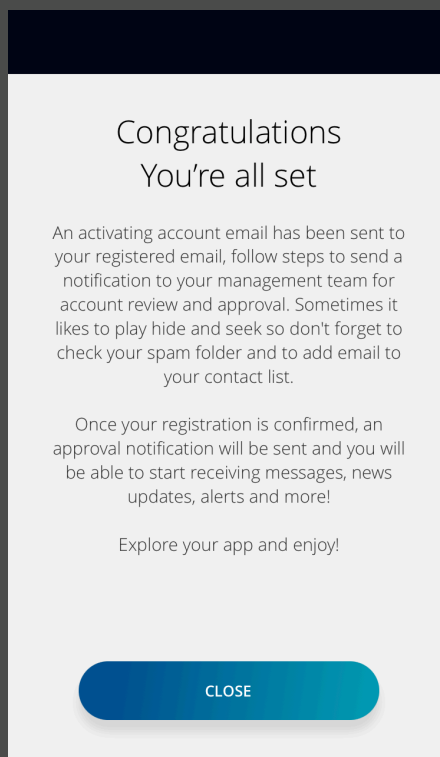 Congratulations
You’re all set
An activating account email has been sent to
your registered email, follow steps to send a
notification to your management team for
account review and approval. Sometimes it
likes to play hide and seek so don't forget to
check your spam folder and to add email to
your contact list.
Once your registration is confirmed, an
approval notification will be sent and you will
be able to start receiving messages, news
updates, alerts and more!
Explore your app and enjoy!
CLOSE